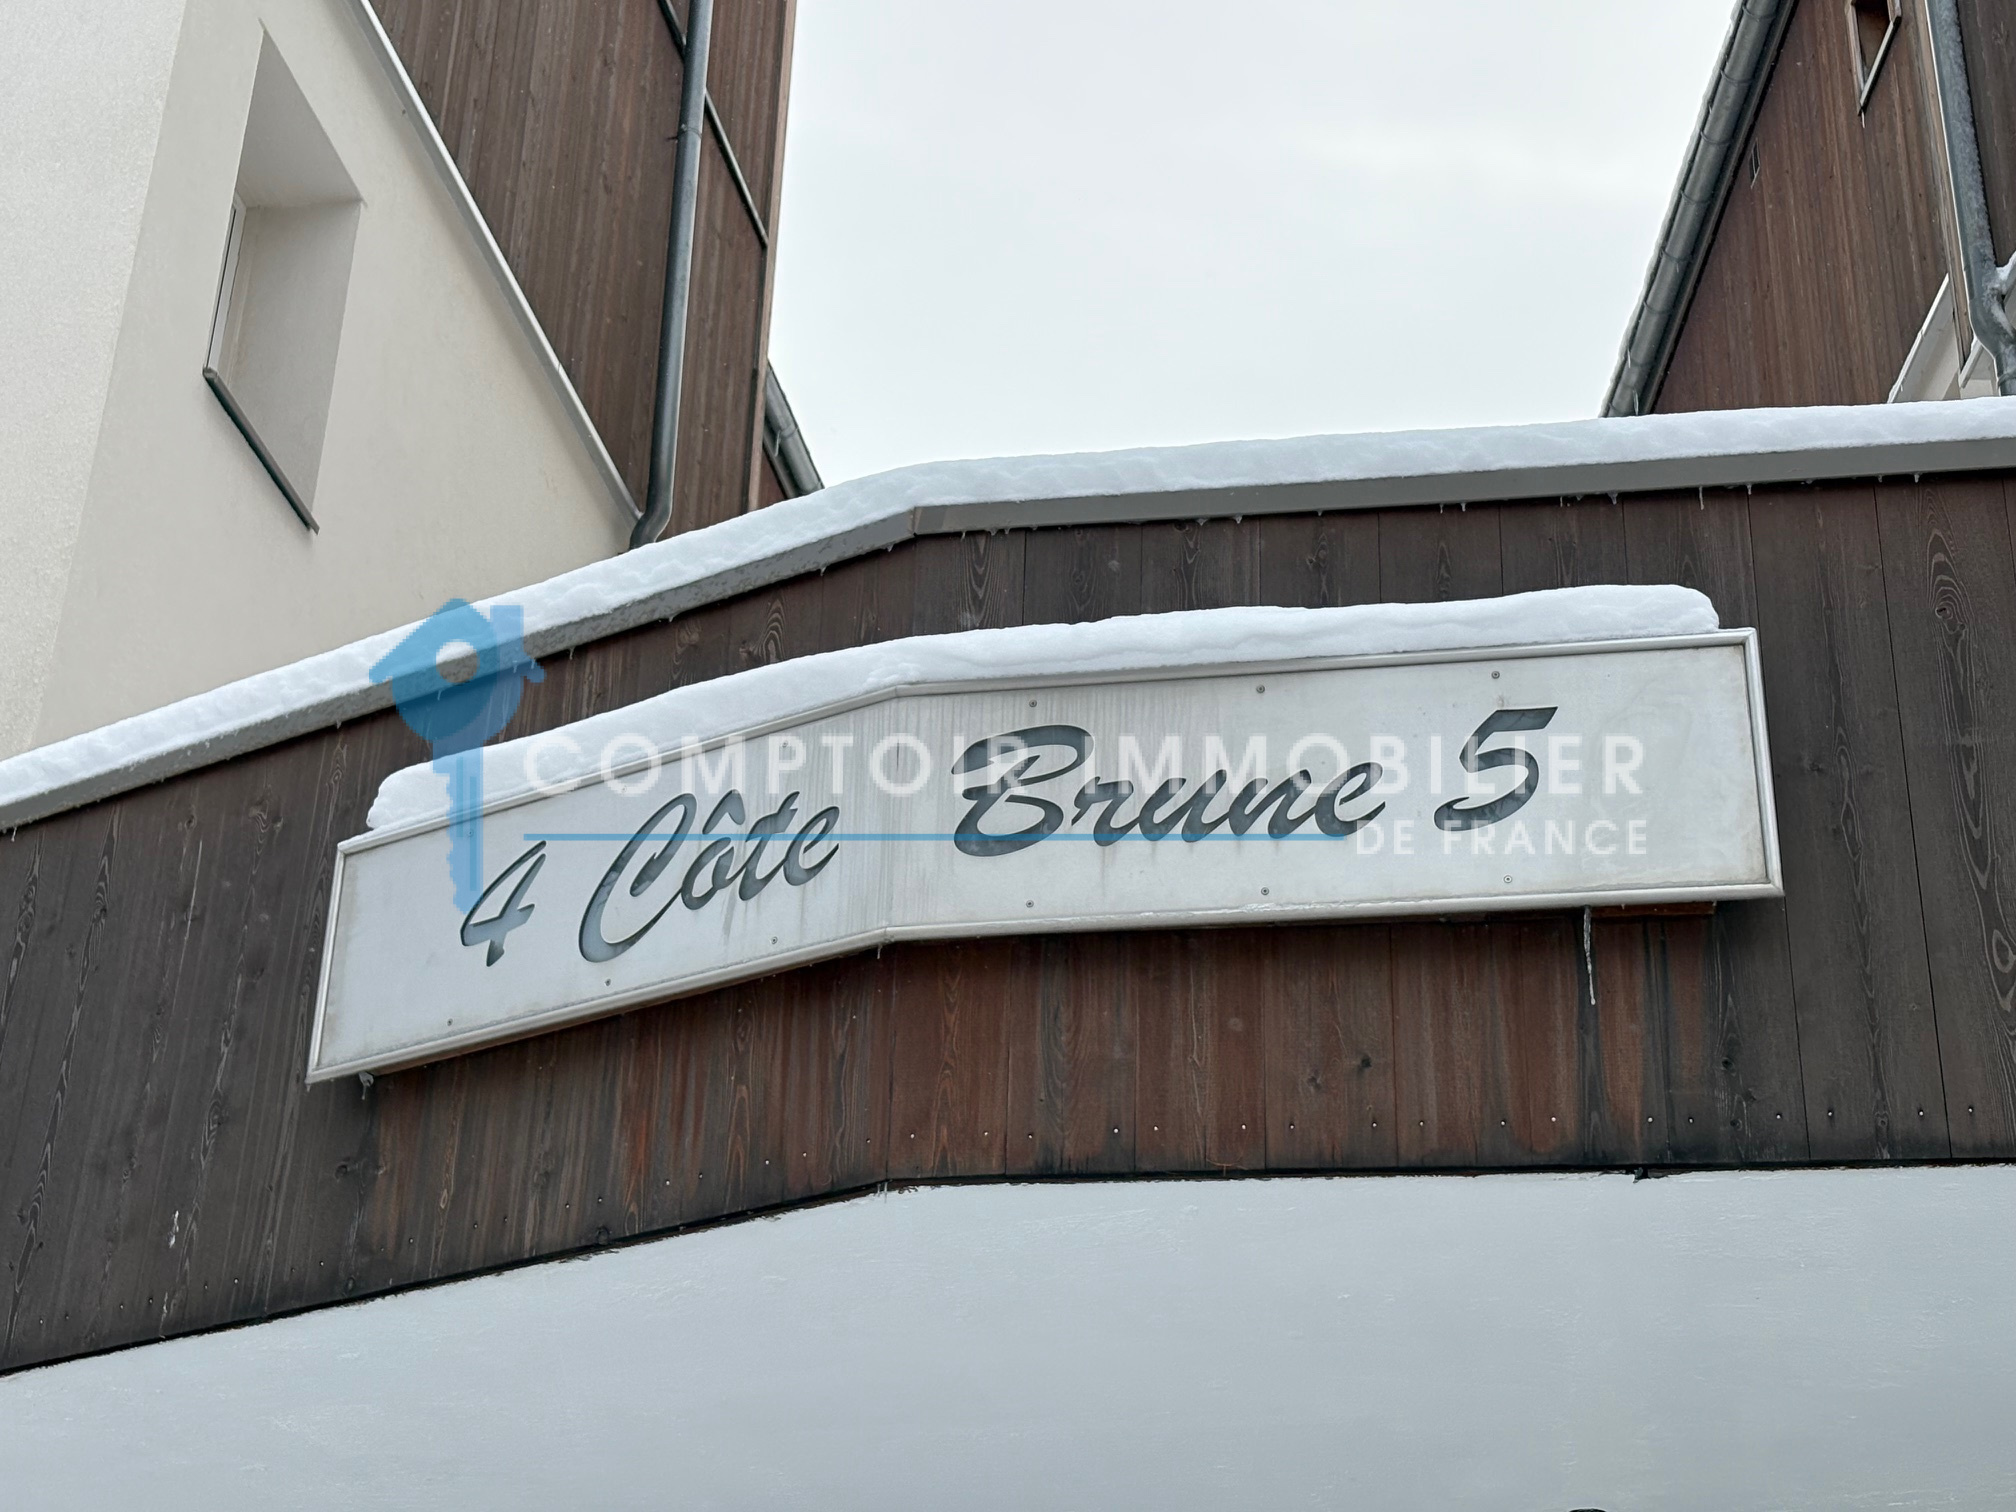 4 Côte Brune 5
COMPTOIR IMMOBILIER
DE FRANCE